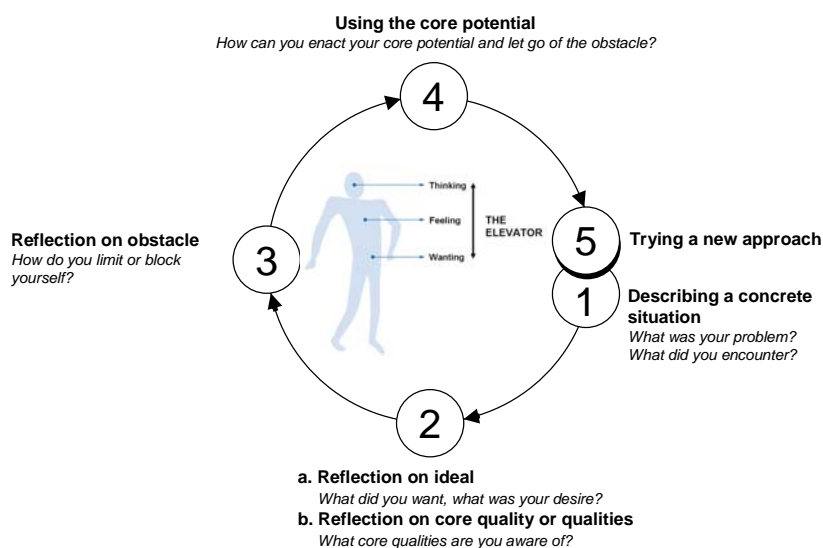 Using the core potential
How can you enact your core potential and let go of the obstacle?
4
Thinking
Feeling
Wanting
THE
ELEVATOR
Reflection on obstacle
How do you limit or block
yourself?
3
5
Trying a new approach
1
Describing a concrete
situation
What was your problem?
What did you encounter?
2
a. Reflection on ideal
What did you want, what was your desire?
b. Reflection on core quality or qualities
What core qualities are you aware of?